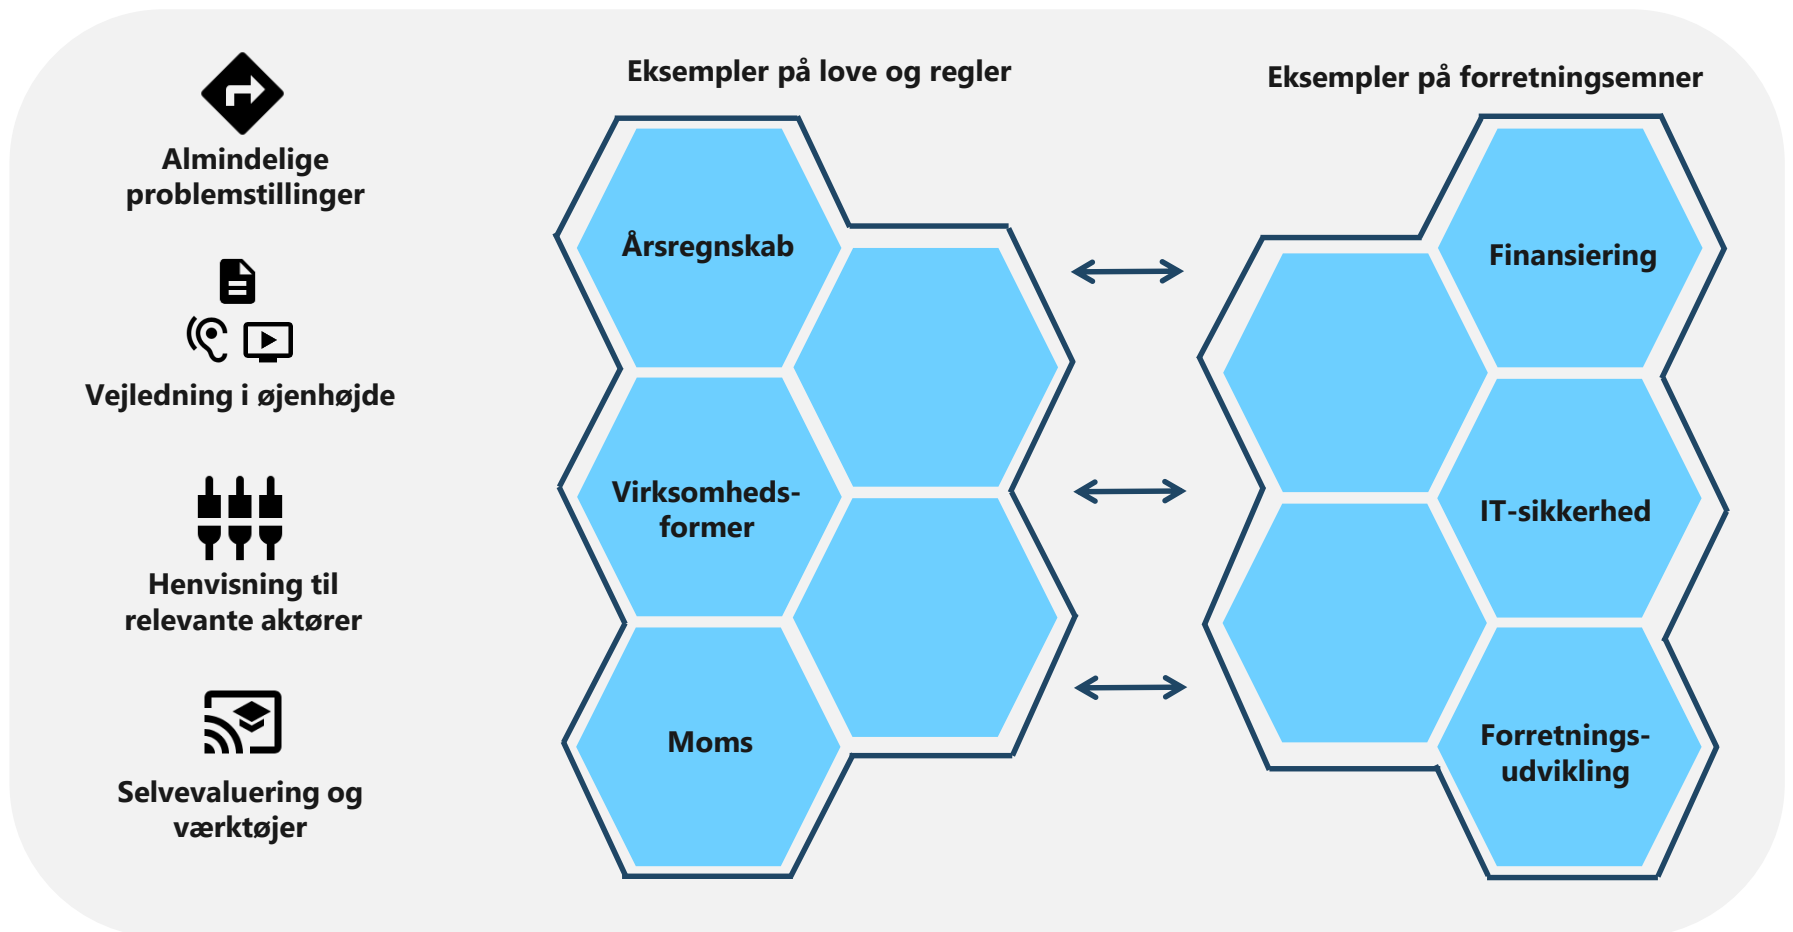 Almindelige
problemstillinger
Vejledning i øjenhøjde
Henvisning til
relevante aktører
Selvevaluering og
værktøjer
Eksempler på love og regler
Årsregnskab
Virksomheds-
former
Moms
Eksempler på forretningsemner
Finansiering
IT-sikkerhed
Forretnings-
udvikling